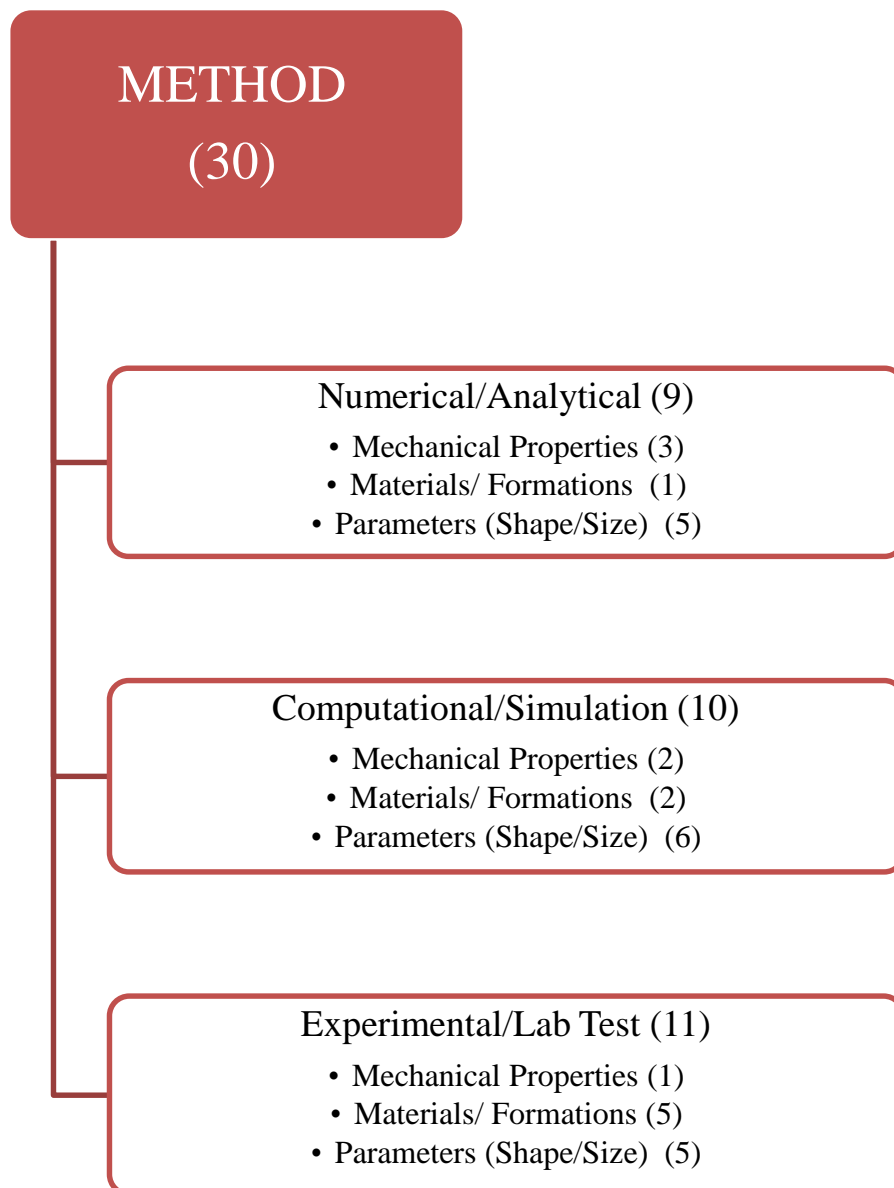 METHOD
(30)
Numerical/Analytical (9)
• Mechanical Properties (3)
• Materials/ Formations (1)
• Parameters (Shape/Size) (5)
Computational/Simulation (10)
• Mechanical Properties (2)
• Materials/ Formations (2)
• Parameters (Shape/Size) (6)
Experimental/Lab Test (11)
• Mechanical Properties (1)
• Materials/ Formations (5)
• Parameters (Shape/Size) (5)